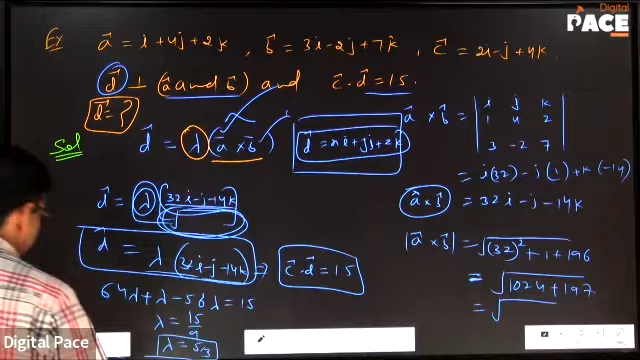 Digital
PACE
Ex a⃗ = i + 4j + 2k , b⃗ = 3i - 2j + 7k , c⃗ = 2i - j + 4k.
d⃗ ⊥ (a⃗ and b⃗) and c⃗·d⃗ = 15.
d⃗ = ?
Sol d⃗ = λ (a⃗ × b⃗)
d⃗ = xi + yj + zk
d⃗ = λ (32i - j - 14k)
d⃗ = λ (32i - j - 14k) ⇒ c⃗·d⃗ = 15
64λ + λ - 56λ = 15
λ = 15/9
λ = 5/3
a⃗ × b⃗ = | i j k
1 4 2
3 -2 7 |
= i(32) - j(1) + k(-14)
a⃗ × b⃗ = 32i - j - 14k
|a⃗ × b⃗| = √(32)² + 1 + 196
= √1024 + 197
= √
Digital Pace